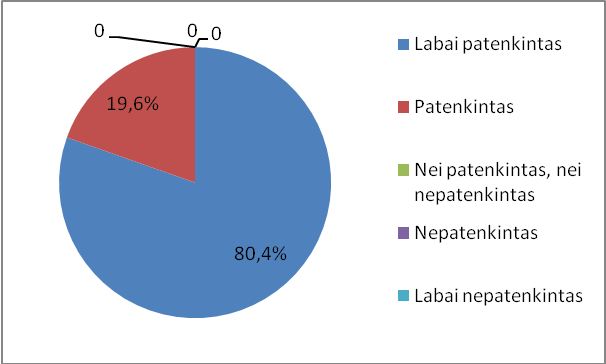 0
0
0
19,6%
80,4%
Labai patenkintas
Patenkintas
Nei patenkintas, nei
nepatenkintas
Nepatenkintas
Labai nepatenkintas